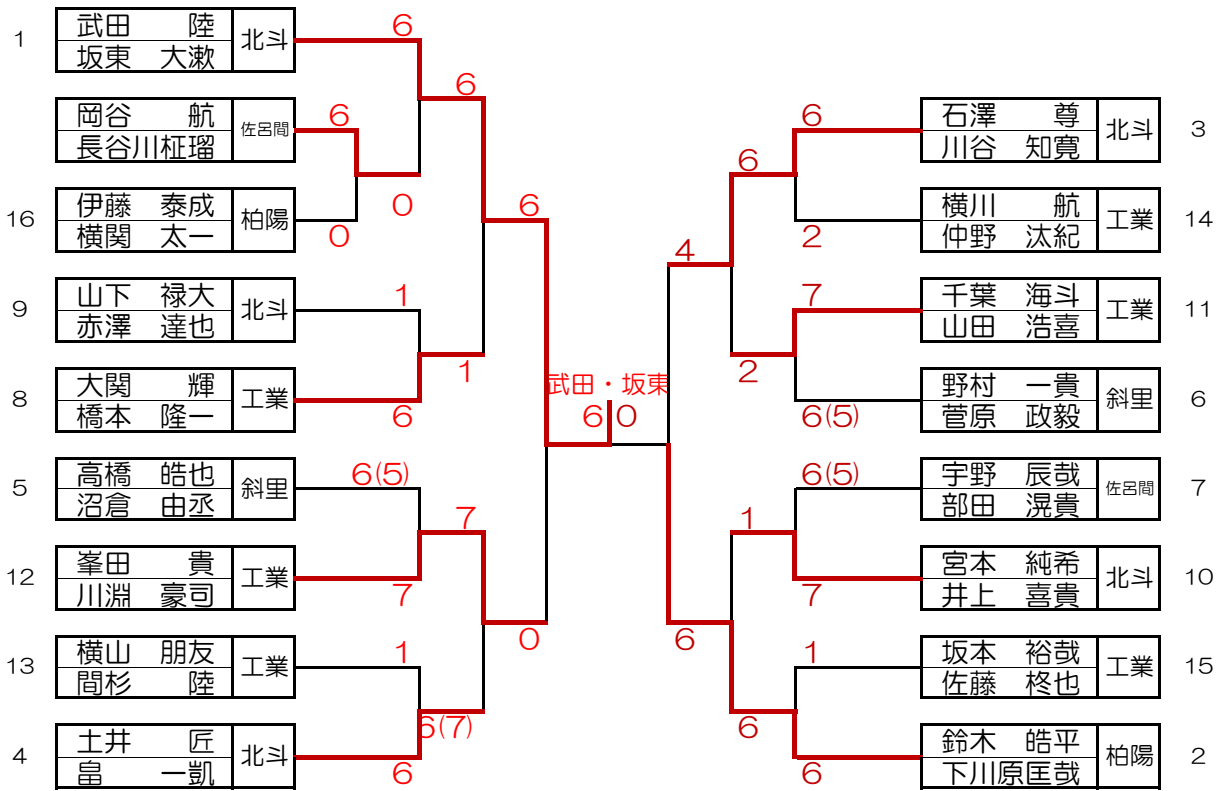 1 武田 陸 北斗 6
坂東 大漱
6
岡谷 航 佐呂間 6
長谷川柾瑠
0
16 伊藤 泰成 柏陽 0
横関 太一
6
9 山下 禄大 北斗 1
赤澤 達也
1
8 大関 輝 工業 6
橋本 隆一
武田・坂東
6 0
5 高橋 皓也 斜里 6(5)
沼倉 由丞
7
12 峯田 貴 工業 7
川淵 豪司
0
13 横山 朋友 工業 1
間杉 陸
6(7)
4 土井 匠 北斗 6
畠 一凱
6 石澤 尊 北斗 3
川谷 知寛
6
2 横川 航 工業 14
仲野 汰紀
4
7 千葉 海斗 工業 11
山田 浩喜
2
6(5) 野村 一貴 斜里 6
菅原 政毅
6(5) 宇野 辰哉 佐呂間 7
部田 滉貴
1
7 宮本 純希 北斗 10
井上 喜貴
6
1 坂本 裕哉 工業 15
佐藤 柊也
6
6 鈴木 皓平 柏陽 2
下川原匡哉